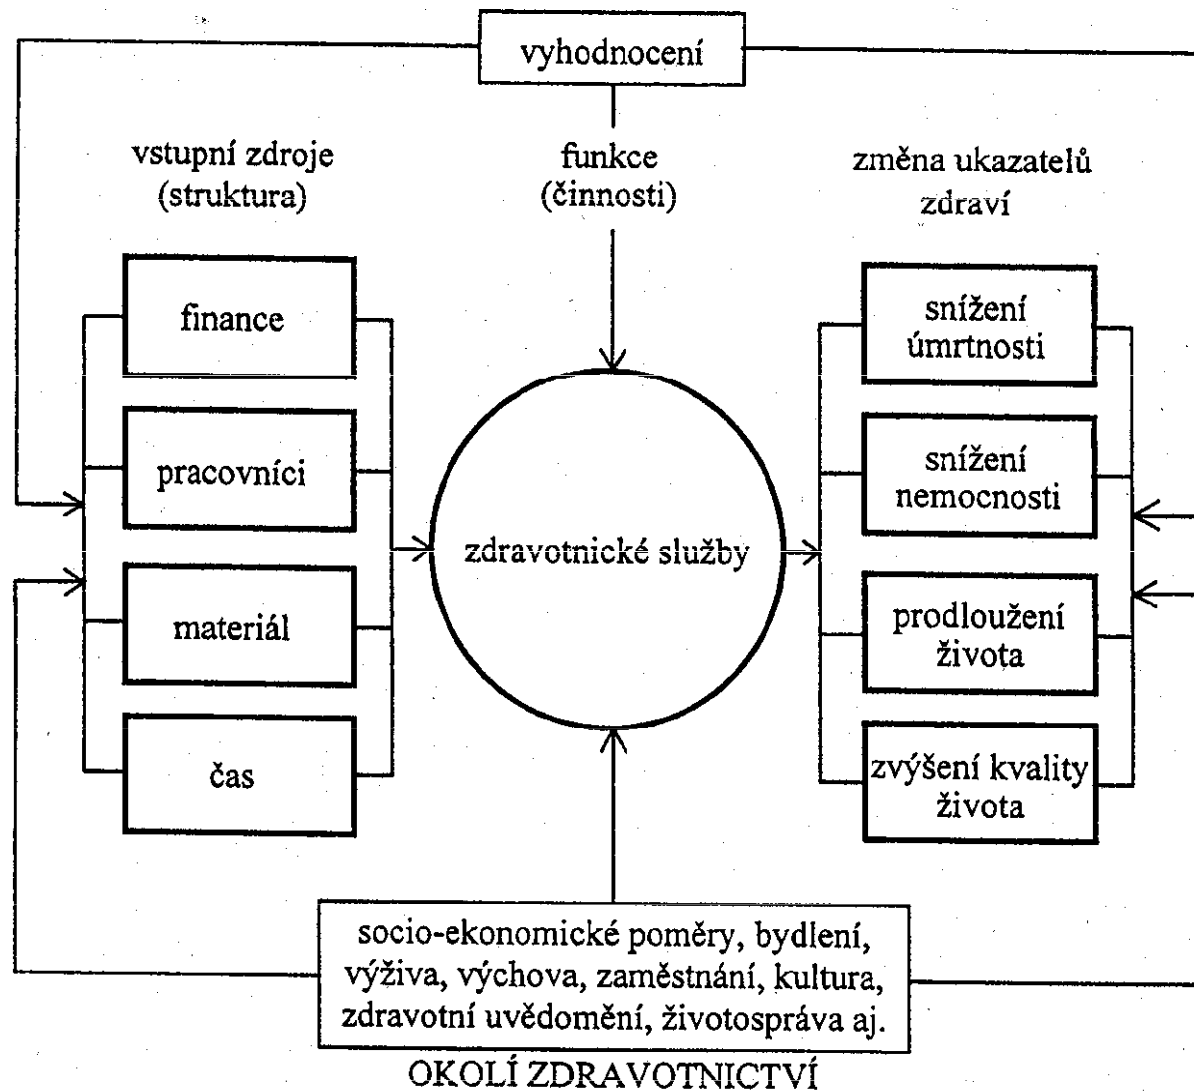 vyhodnocení
vstupní zdroje
(struktura)
funkce
(činnosti)
změna ukazatelů
zdraví
finance
pracovníci
materiál
čas
zdravotnické služby
snížení
úmrtnosti
snížení
nemocnosti
prodloužení
života
zvýšení kvality
života
socio-ekonomické poměry, bydlení,
výživa, výchova, zaměstnání, kultura,
zdravotní uvědomění, životospráva aj.
OKOLÍ ZDRAVOTNICTVÍ